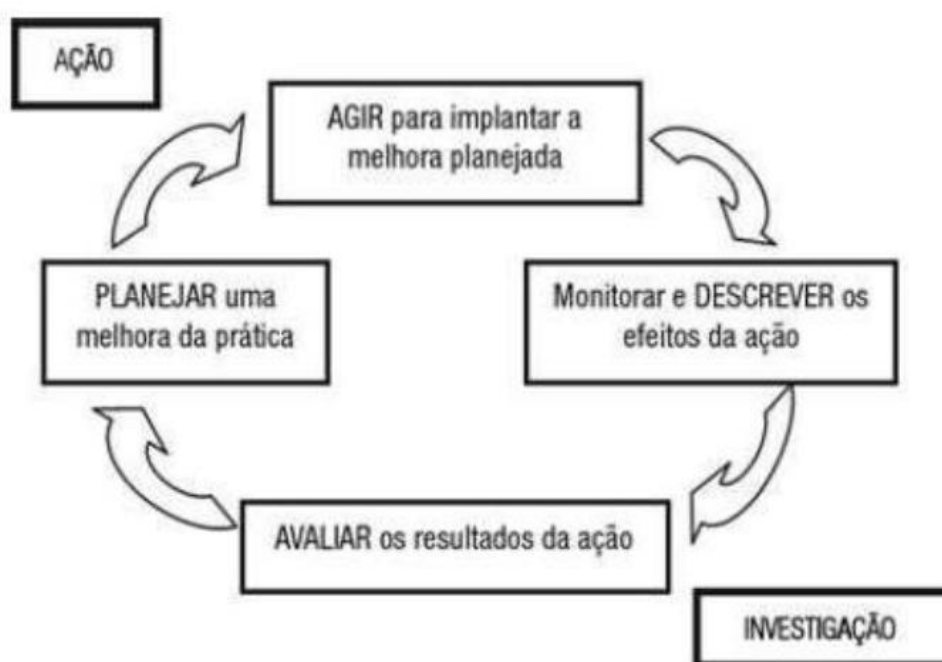 AÇÃO
AGIR para implantar a
melhora planejada
PLANEJAR uma
melhora da prática
Monitorar e DESCREVER os
efeitos da ação
AVALIAR os resultados da ação
INVESTIGAÇÃO